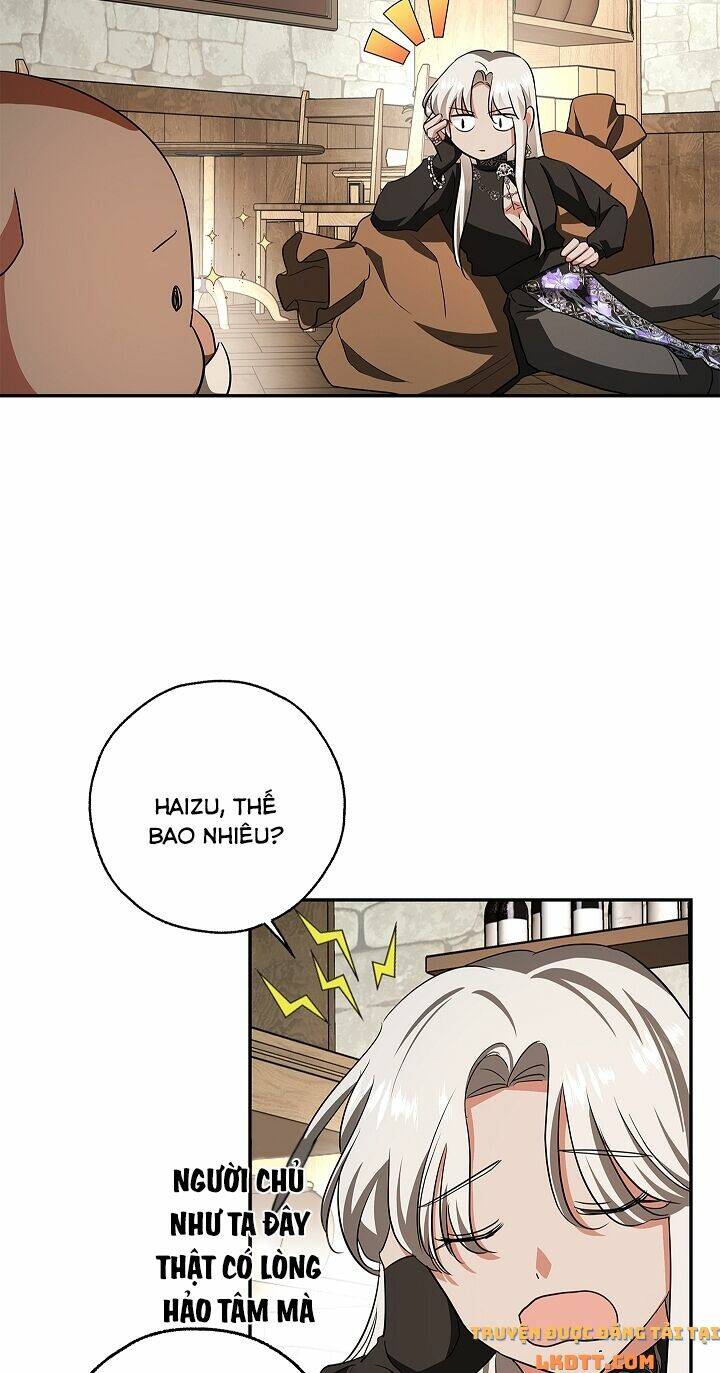 HAIZU, THẾ
BAO NHIÊU?
NGƯỜI CHỦ
NHƯ TA ĐÂY
THẬT CÓ LÒNG
HẢO TÂM MÀ
TRUYỆN ĐƯỢC ĐĂNG TẢI TẠI
LKDTT.COM